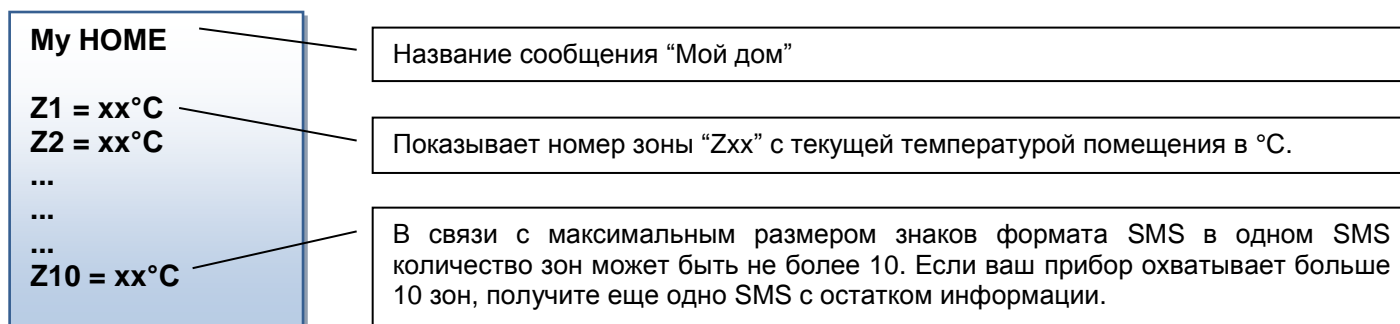 My HOME
Название сообщения “Мой дом”
Z1 = xx°C
Z2 = xx°C
Показывает номер зоны “Zxx” с текущей температурой помещения в °C.
...
...
...
Z10 = xx°C
В связи с максимальным размером знаков формата SMS в одном SMS
количество зон может быть не более 10. Если ваш прибор охватывает больше
10 зон, получите еще одно SMS с остатком информации.